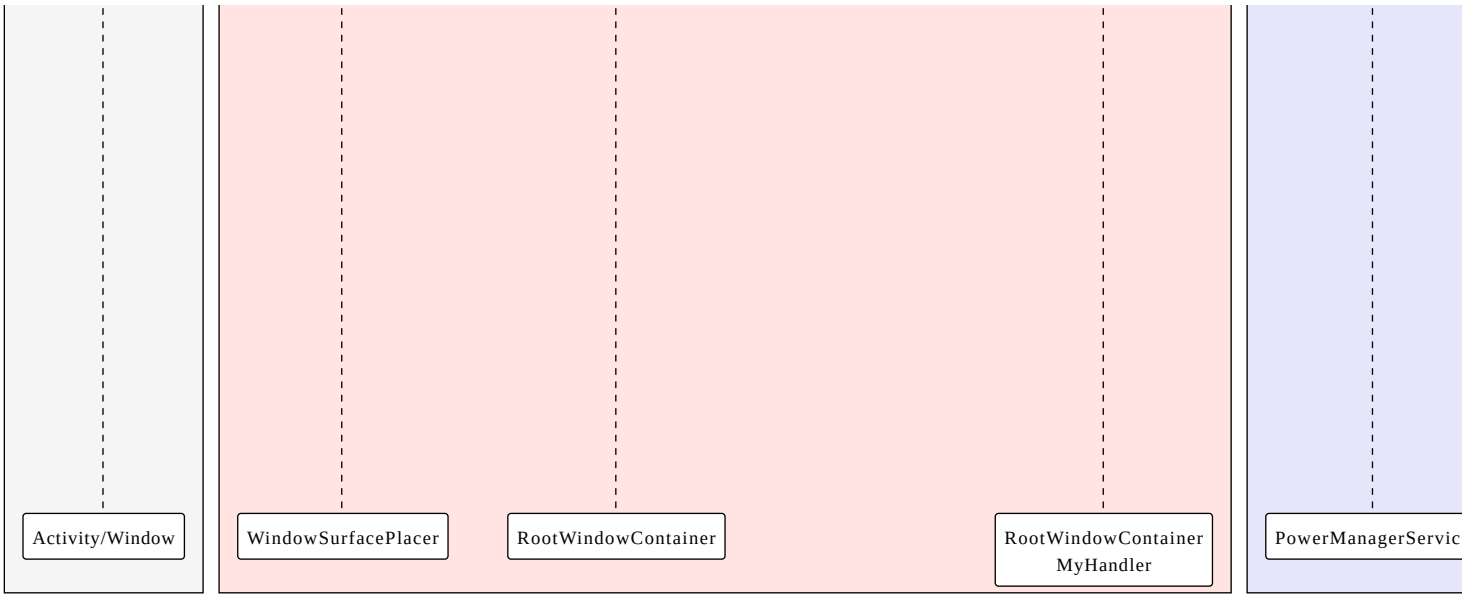 Activity/Window
WindowSurfacePlacer
RootWindowContainer
RootWindowContainer
MyHandler
PowerManagerServic